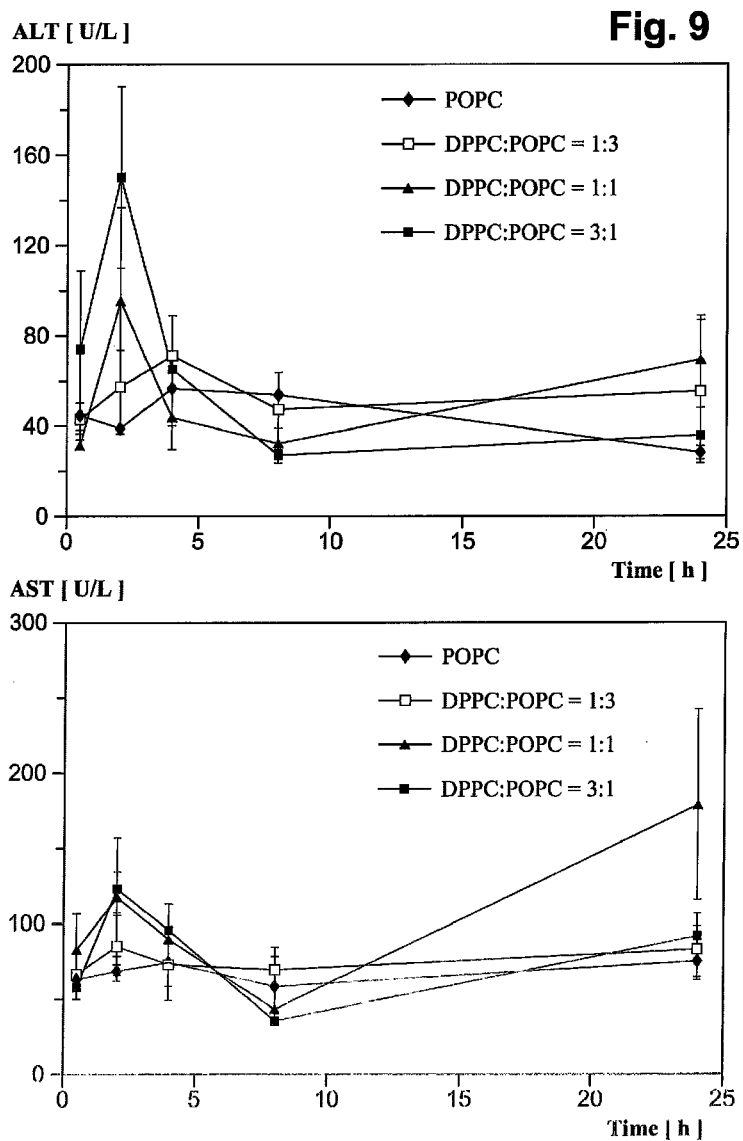 Fig. 9
ALT [ U/L ]
200
160
120
80
40
0
POPC
DPPC:POPC = 1:3
DPPC:POPC = 1:1
DPPC:POPC = 3:1
0 5 10 15 20 25
Time [ h ]
AST [ U/L ]
300
200
100
0
POPC
DPPC:POPC = 1:3
DPPC:POPC = 1:1
DPPC:POPC = 3:1
0 5 10 15 20 25
Time [ h ]